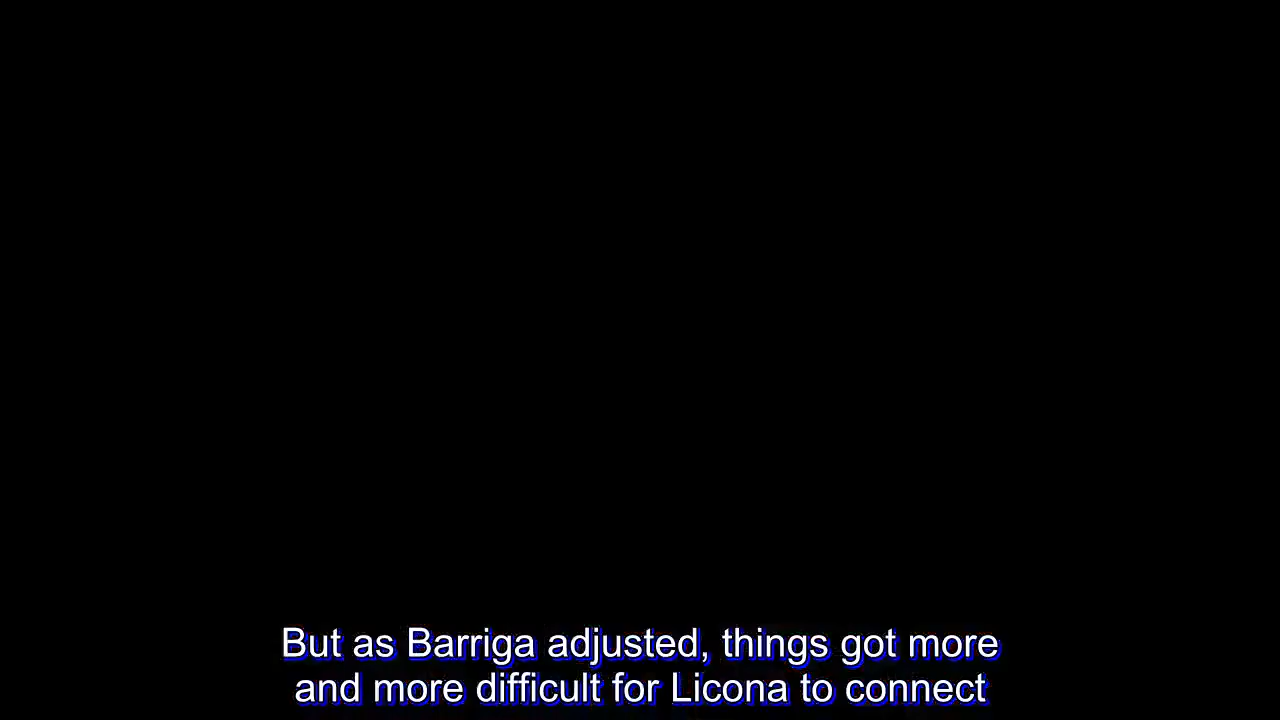 But as Barriga adjusted, things got more
and more difficult for Licona to connect